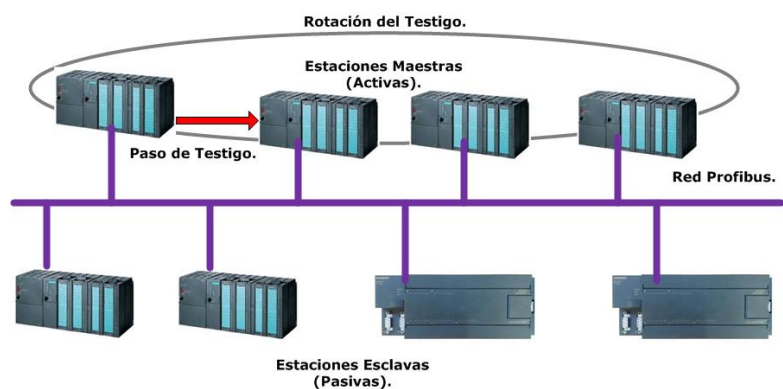 Rotación del Testigo.
Estaciones Maestras
(Activas).
Paso de Testigo.
Red Profibus.
Estaciones Esclavas
(Pasivas).